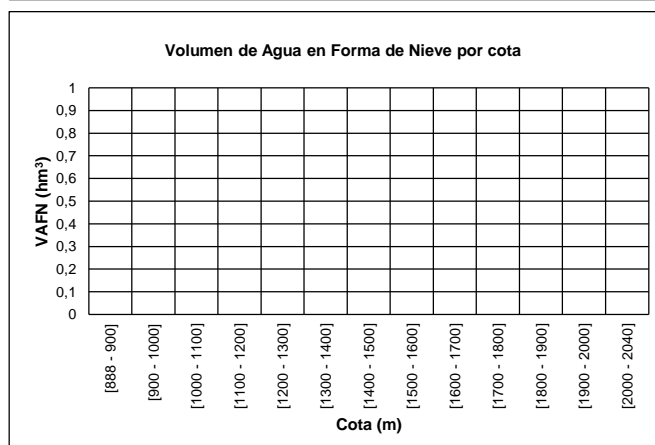 Volumen de Agua en Forma de Nieve por cota
VAFN (hm³)
1
0,9
0,8
0,7
0,6
0,5
0,4
0,3
0,2
0,1
0
[888 - 900]
[900 - 1000]
[1000 - 1100]
[1100 - 1200]
[1200 - 1300]
[1300 - 1400]
[1400 - 1500]
[1500 - 1600]
[1600 - 1700]
[1700 - 1800]
[1800 - 1900]
[1900 - 2000]
[2000 - 2040]
Cota (m)